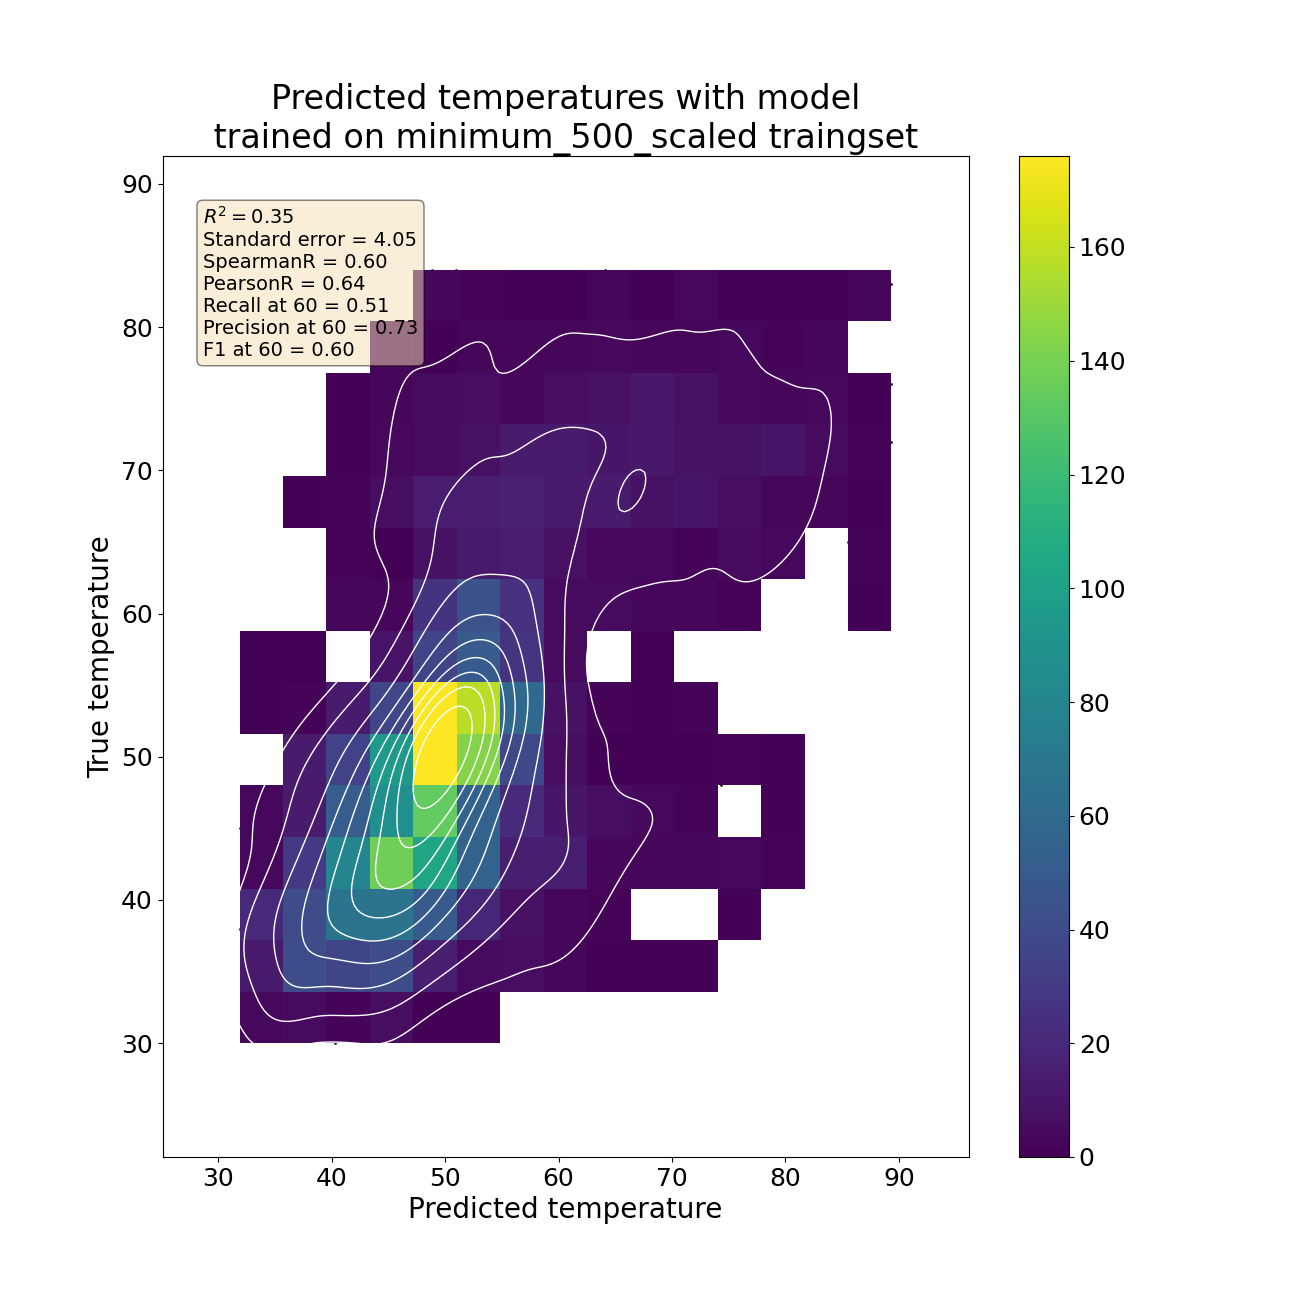 Predicted temperatures with model
trained on minimum_500_scaled traingset
R² = 0.35
Standard error = 4.05
SpearmanR = 0.60
PearsonR = 0.64
Recall at 60 = 0.51
Precision at 60 = 0.73
F1 at 60 = 0.60
True temperature
90
80
70
60
50
40
30
30 40 50 60 70 80 90
Predicted temperature
160
140
120
100
80
60
40
20
0